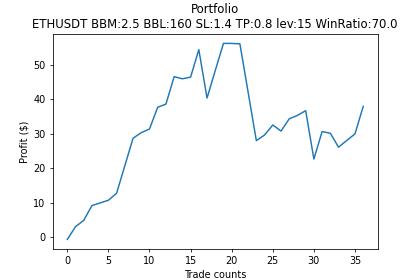 Portfolio
ETHUSDT BBM:2.5 BBL:160 SL:1.4 TP:0.8 lev:15 WinRatio:70.0
Profit ($)
50
40
30
20
10
0
0 5 10 15 20 25 30 35
Trade counts